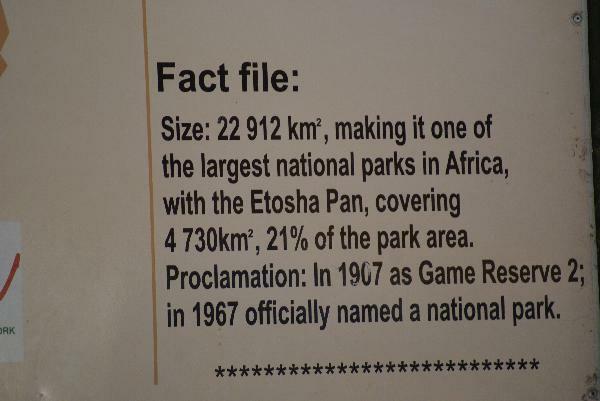 Fact file:
Size: 22 912 km², making it one of
the largest national parks in Africa,
with the Etosha Pan, covering
4 730km², 21% of the park area.
Proclamation: In 1907 as Game Reserve 2;
in 1967 officially named a national park.
***************************